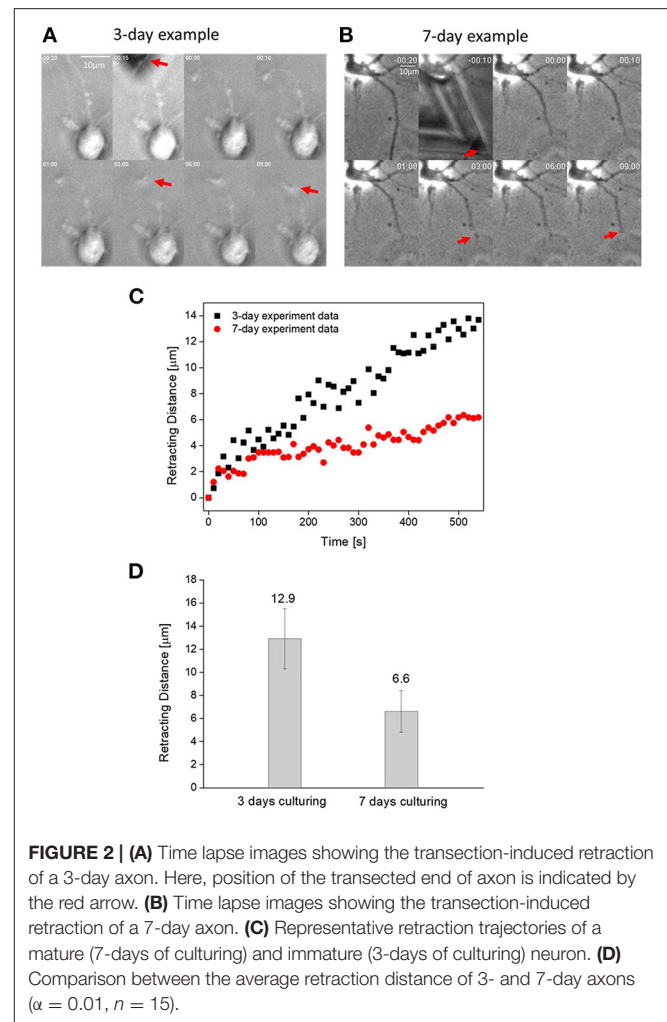 A 3-day example
B 7-day example
-00:20
10μm
-00:15
00:00
00:10
01:00
03:00
06:00
09:00
-00:20
10μm
-00:10
00:00
00:10
01:00
03:00
06:00
09:00
C
3-day experiment data
7-day experiment data
14
12
10
8
6
4
2
0
Retracting Distance [μm]
0 100 200 300 400 500
Time [s]
D
18
16
14
12
10
8
6
4
2
0
Retracting Distance [μm]
12.9
6.6
3 days culturing 7 days culturing
FIGURE 2 | (A) Time lapse images showing the transection-induced retraction
of a 3-day axon. Here, position of the transected end of axon is indicated by
the red arrow. (B) Time lapse images showing the transection-induced
retraction of a 7-day axon. (C) Representative retraction trajectories of a
mature (7-days of culturing) and immature (3-days of culturing) neuron. (D)
Comparison between the average retraction distance of 3- and 7-day axons
(α = 0.01, n = 15).